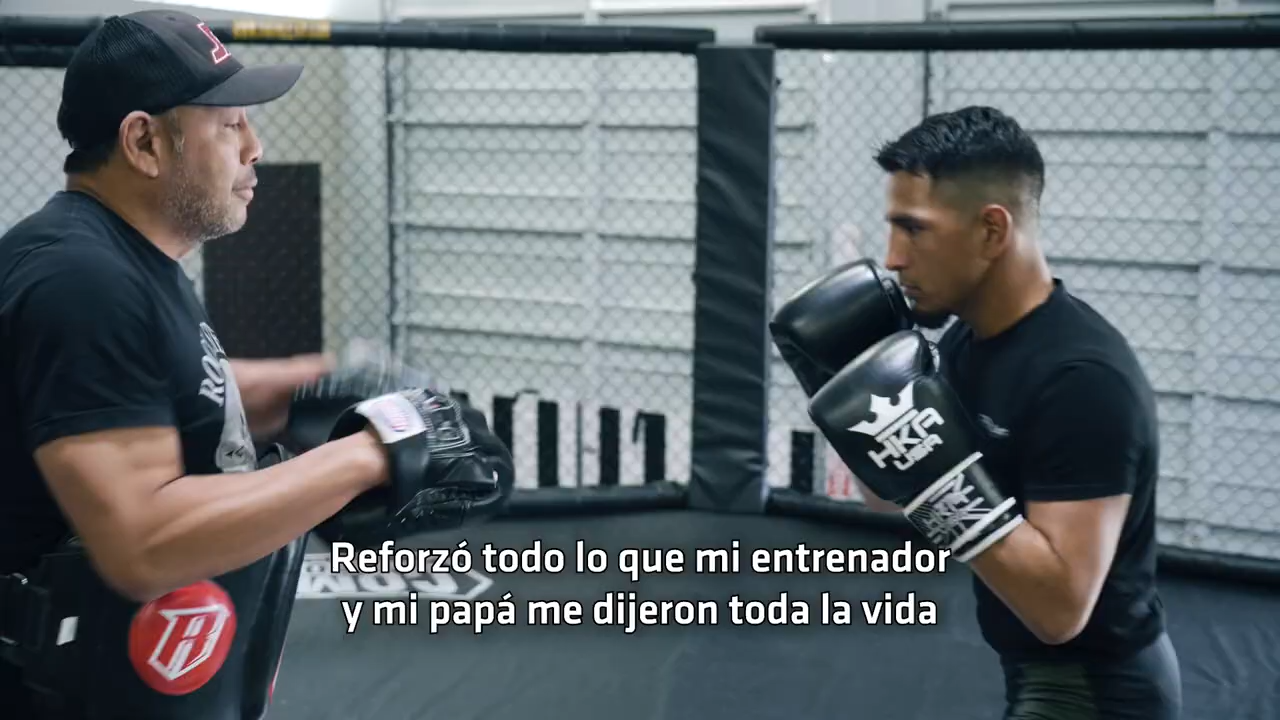 HKA
USA
Reforzó todo lo que mi entrenador
y mi papá me dijeron toda la vida